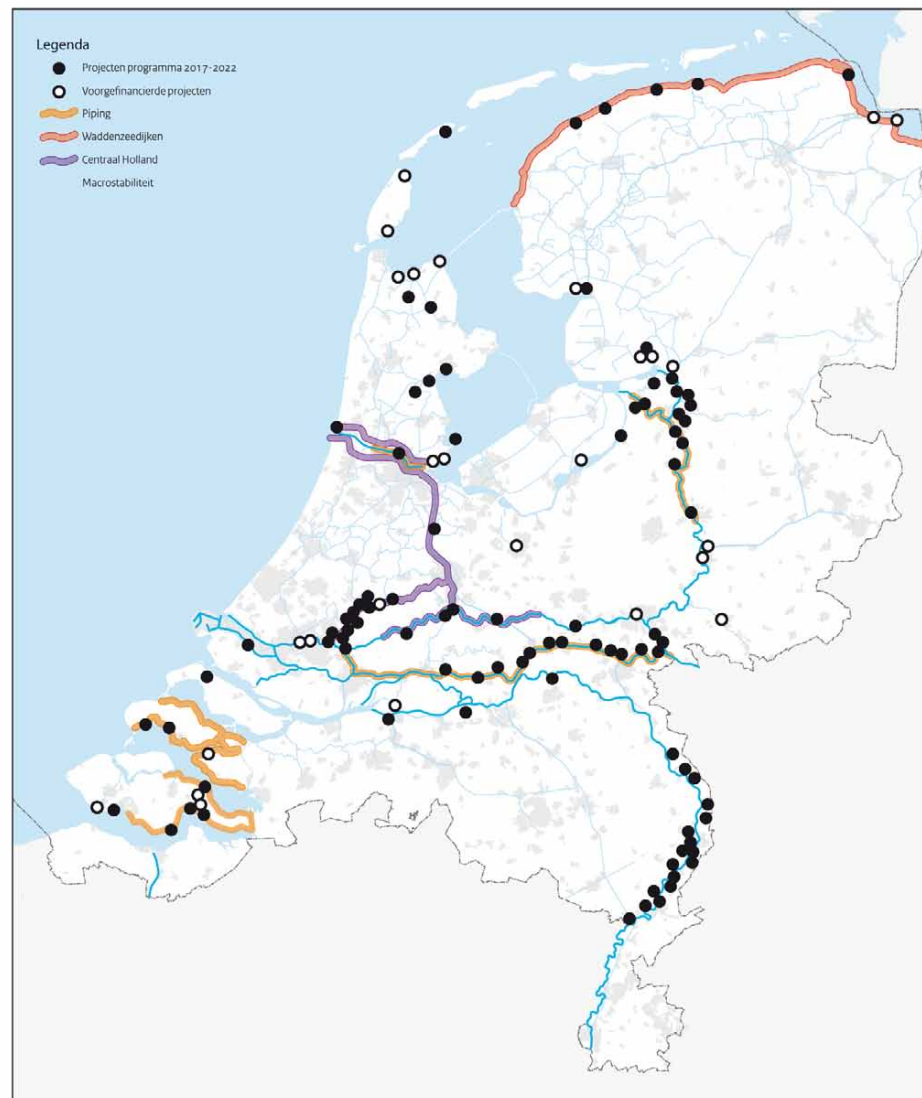 Legenda
Projecten programma 2017-2022
Voorgefinancierde projecten
Piping
Waddenzeedijken
Centraal Holland
Macrostabiliteit